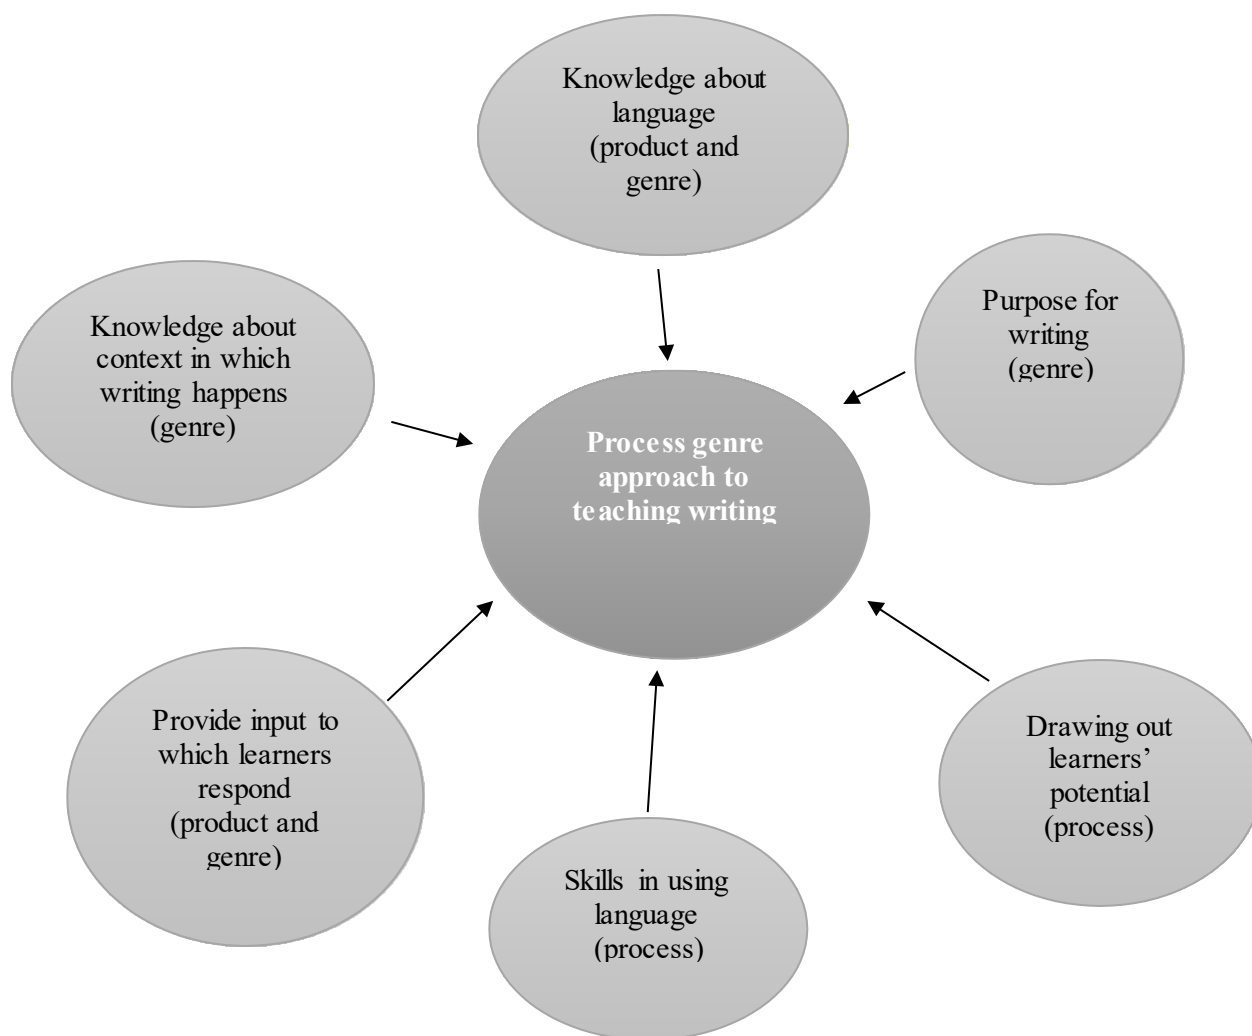 Knowledge about
language
(product and
genre)
Purpose for
writing
(genre)
Knowledge about
context in which
writing happens
(genre)
Process genre
approach to
teaching writing
Provide input to
which learners
respond
(product and
genre)
Drawing out
learners’
potential
(process)
Skills in using
language
(process)